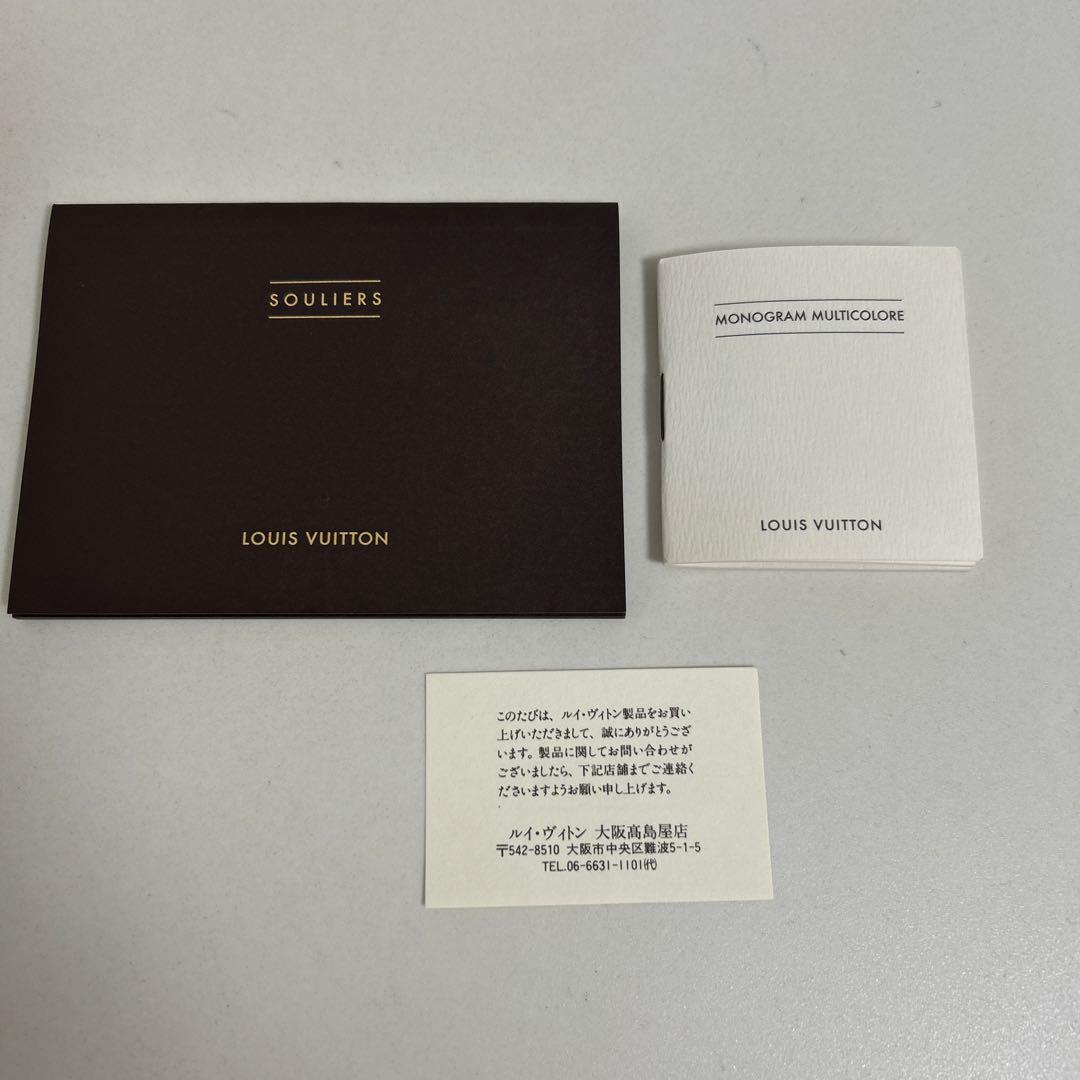 SOULIERS
LOUIS VUITTON
MONOGRAM MULTICOLORE
LOUIS VUITTON
このたびは、ルイ・ヴィトン製品をお買い
上げいただきまして、誠にありがとうござ
います。製品に関してお問い合わせが
ございましたら、下記店舗までご連絡く
ださいますようお願い申し上げます。
ルイ・ヴィトン 大阪髙島屋店
〒542-8510 大阪市中央区難波5-1-5
TEL.06-6631-1101㈹